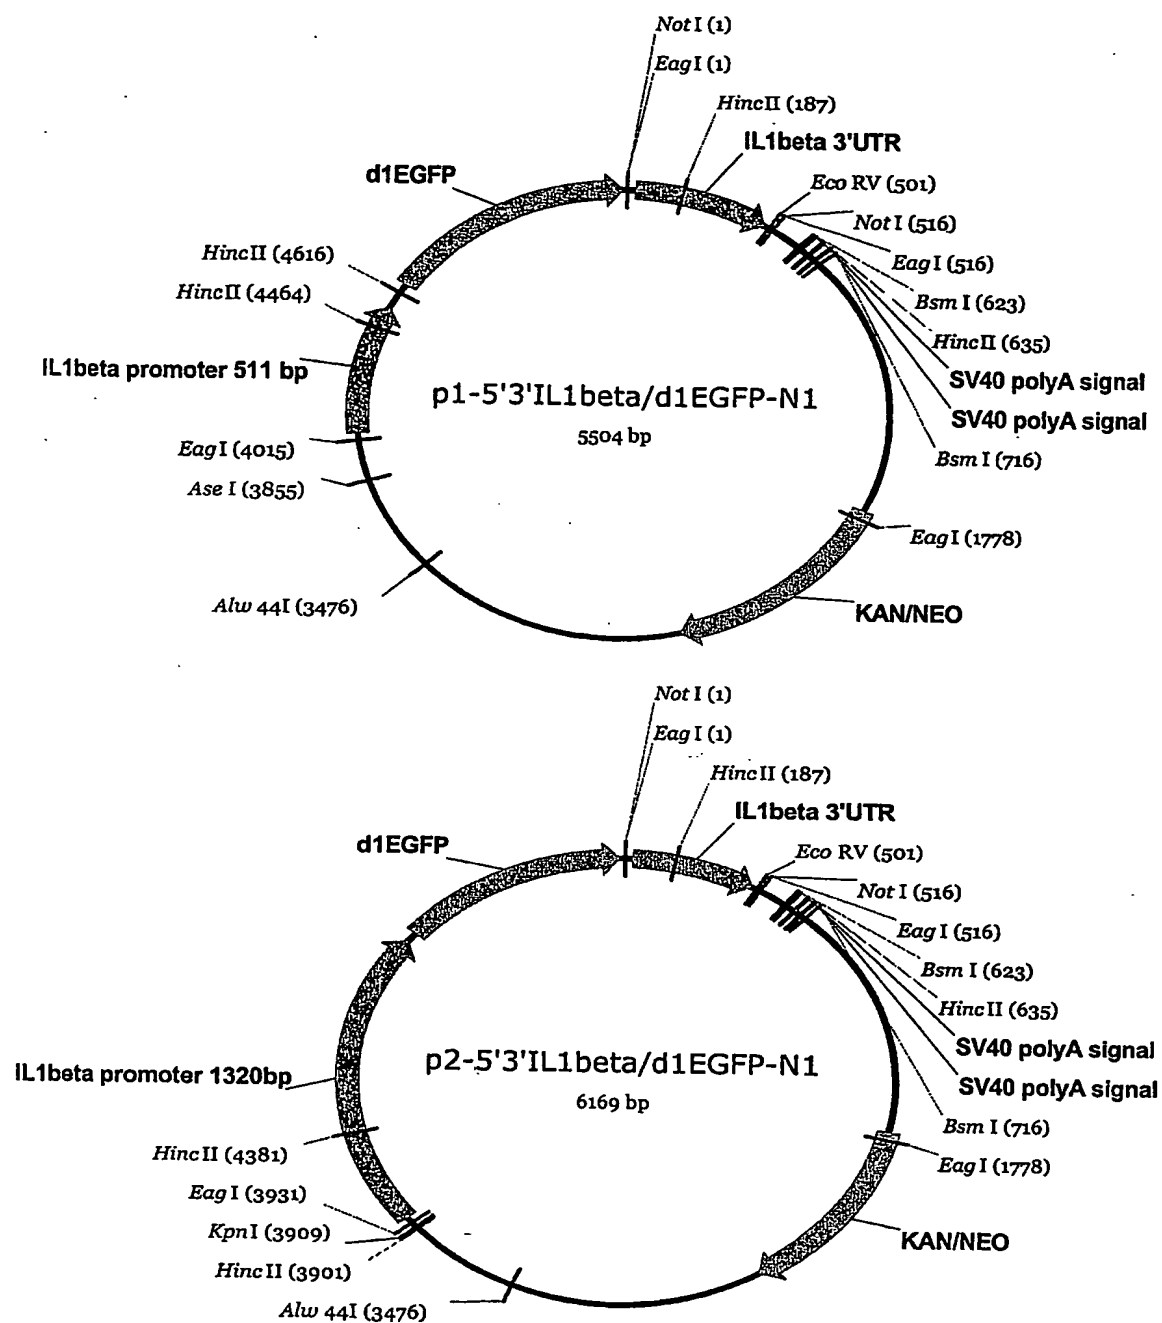 Not I (1)
Eag I (1)
Hinc II (187)
IL1beta 3'UTR
d1EGFP
Eco RV (501)
Not I (516)
Eag I (516)
Hinc II (4616)
Bsm I (623)
Hinc II (4464)
Hinc II (635)
IL1beta promoter 511 bp
SV40 polyA signal
p1-5'3'IL1beta/d1EGFP-N1
SV40 polyA signal
5504 bp
Eag I (4015)
Bsm I (716)
Ase I (3855)
Eag I (1778)
Alw 44I (3476)
KAN/NEO
Not I (1)
Eag I (1)
Hinc II (187)
IL1beta 3'UTR
d1EGFP
Eco RV (501)
Not I (516)
Eag I (516)
Bsm I (623)
Hinc II (635)
SV40 polyA signal
p2-5'3'IL1beta/d1EGFP-N1
IL1beta promoter 1320bp
SV40 polyA signal
6169 bp
Bsm I (716)
Hinc II (4381)
Eag I (1778)
Eag I (3931)
Kpn I (3909)
KAN/NEO
Hinc II (3901)
Alw 44I (3476)